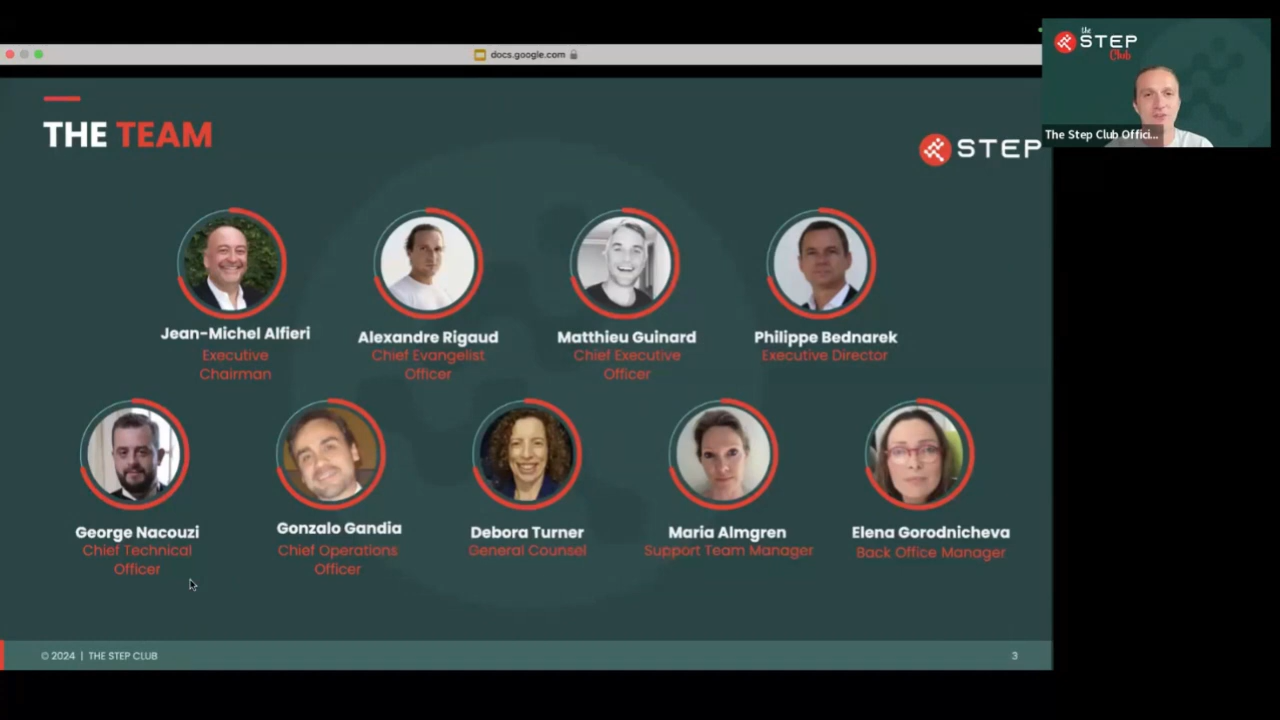 docs.google.com
the
STEP
Club
The Step Club Offici...
THE TEAM
STEP
Jean-Michel Alfieri
Executive
Chairman
Alexandre Rigaud
Chief Evangelist
Officer
Matthieu Guinard
Chief Executive
Officer
Philippe Bednarek
Executive Director
George Nacouzi
Chief Technical
Officer
Gonzalo Gandia
Chief Operations
Officer
Debora Turner
General Counsel
Maria Almgren
Support Team Manager
Elena Gorodnicheva
Back Office Manager
© 2024 | THE STEP CLUB
3